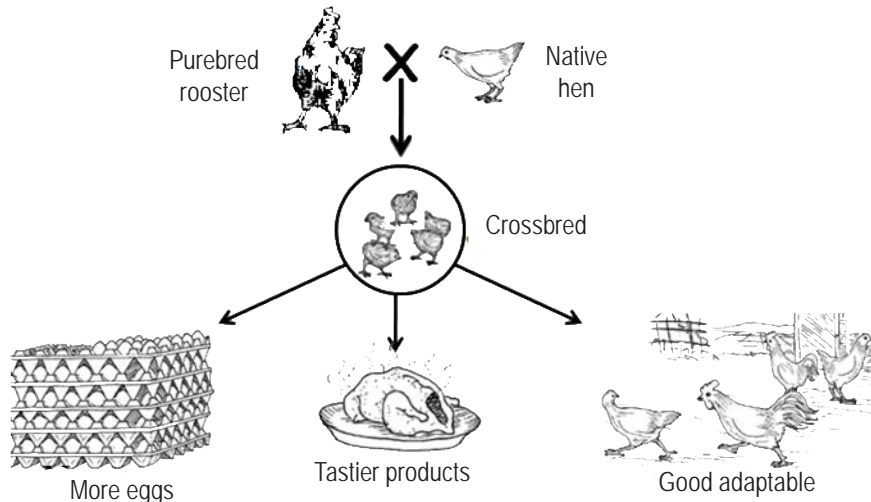 Purebred
rooster
Native
hen
Crossbred
More eggs
Tastier products
Good adaptable